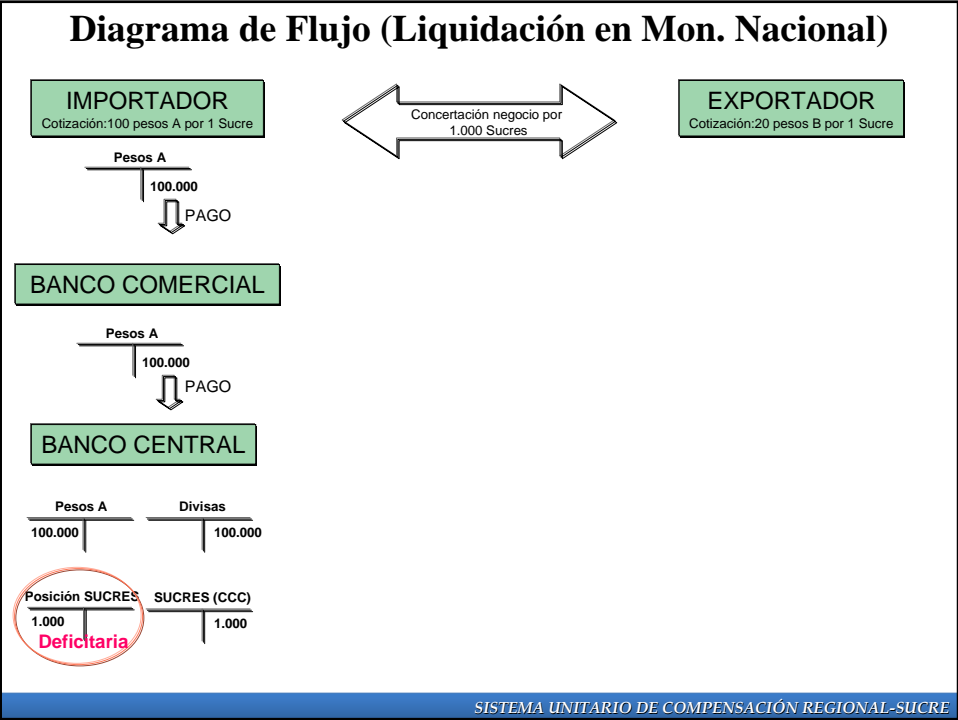 Diagrama de Flujo (Liquidación en Mon. Nacional)
IMPORTADOR
Cotización:100 pesos A por 1 Sucre
Concertación negocio por
1.000 Sucres
EXPORTADOR
Cotización:20 pesos B por 1 Sucre
Pesos A
100.000
PAGO
BANCO COMERCIAL
Pesos A
100.000
PAGO
BANCO CENTRAL
Pesos A
100.000
Divisas
100.000
Posición SUCRES
1.000
Deficitaria
SUCRES (CCC)
1.000
SISTEMA UNITARIO DE COMPENSACIÓN REGIONAL-SUCRE